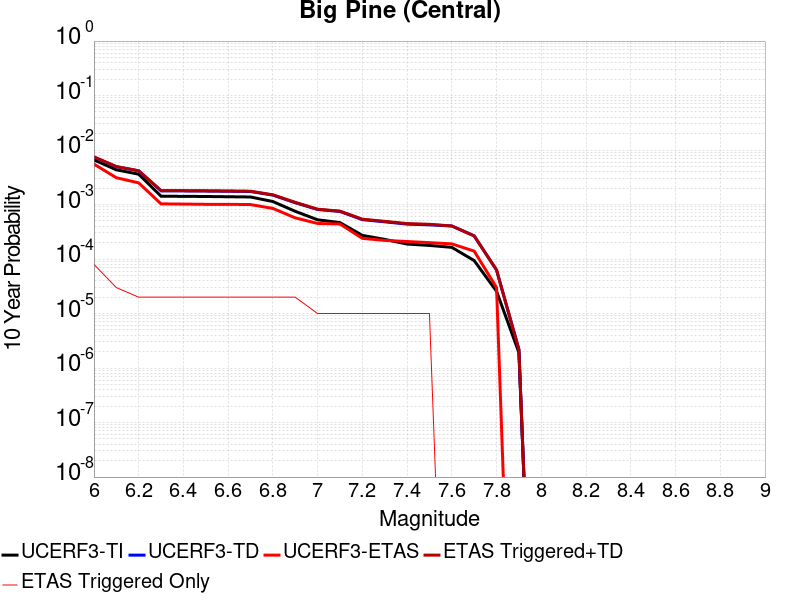 Big Pine (Central)
10^0
10^-1
10^-2
10^-3
10^-4
10^-5
10^-6
10^-7
10^-8
10 Year Probability
6 6.2 6.4 6.6 6.8 7 7.2 7.4 7.6 7.8 8 8.2 8.4 8.6 8.8 9
Magnitude
UCERF3-TI UCERF3-TD UCERF3-ETAS ETAS Triggered+TD
ETAS Triggered Only